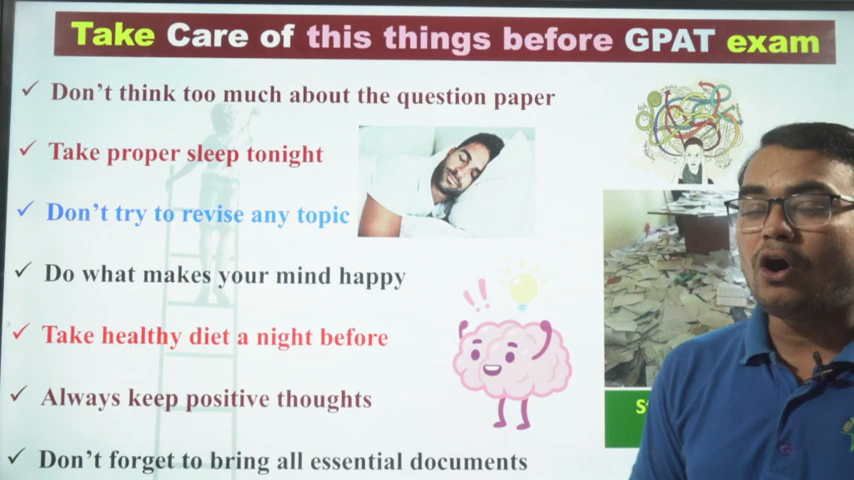 Take Care of this things before GPAT exam
✓ Don't think too much about the question paper
✓ Take proper sleep tonight
✓ Don't try to revise any topic
✓ Do what makes your mind happy
✓ Take healthy diet a night before
✓ Always keep positive thoughts
✓ Don't forget to bring all essential documents